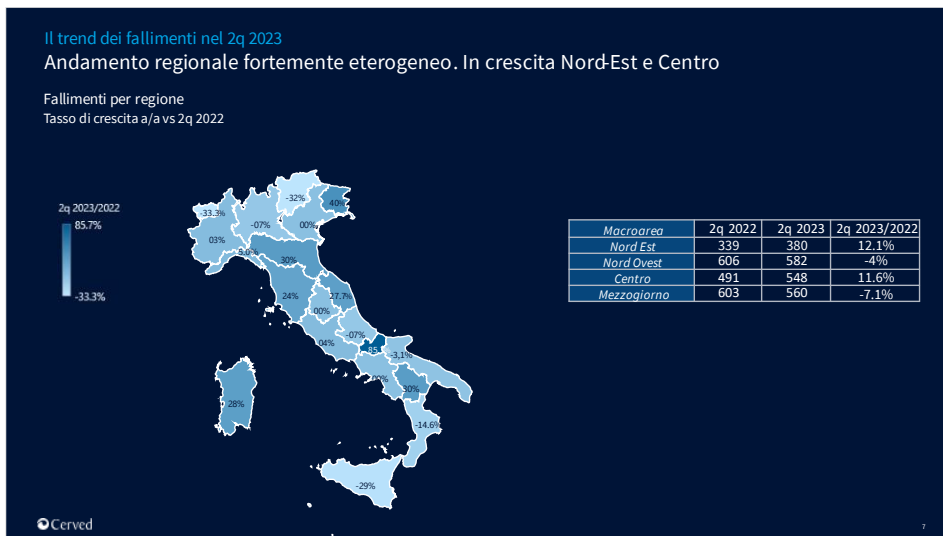 Il trend dei fallimenti nel 2q 2023
Andamento regionale fortemente eterogeneo. In crescita Nord-Est e Centro
Fallimenti per regione
Tasso di crescita a/a vs 2q 2022
2q 2023/2022
85.7%
-33.3%
-32%
40%
-33.3%
-07%
00%
03%
30%
24%
27.7%
00%
-07%
04%
85
-3,1%
30%
28%
-14.6%
-29%
Macroarea 2q 2022 2q 2023 2q 2023/2022
Nord Est 339 380 12.1%
Nord Ovest 606 582 -4%
Centro 491 548 11.6%
Mezzogiorno 603 560 -7.1%
Cerved
7